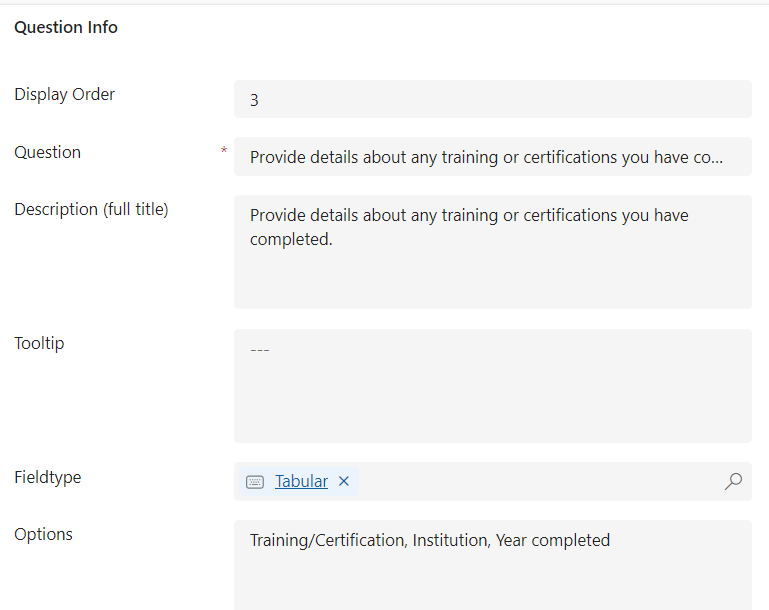 Question Info
Display Order
3
Question *
Provide details about any training or certifications you have co...
Description (full title)
Provide details about any training or certifications you have
completed.
Tooltip
---
Fieldtype
Tabular
Options
Training/Certification, Institution, Year completed